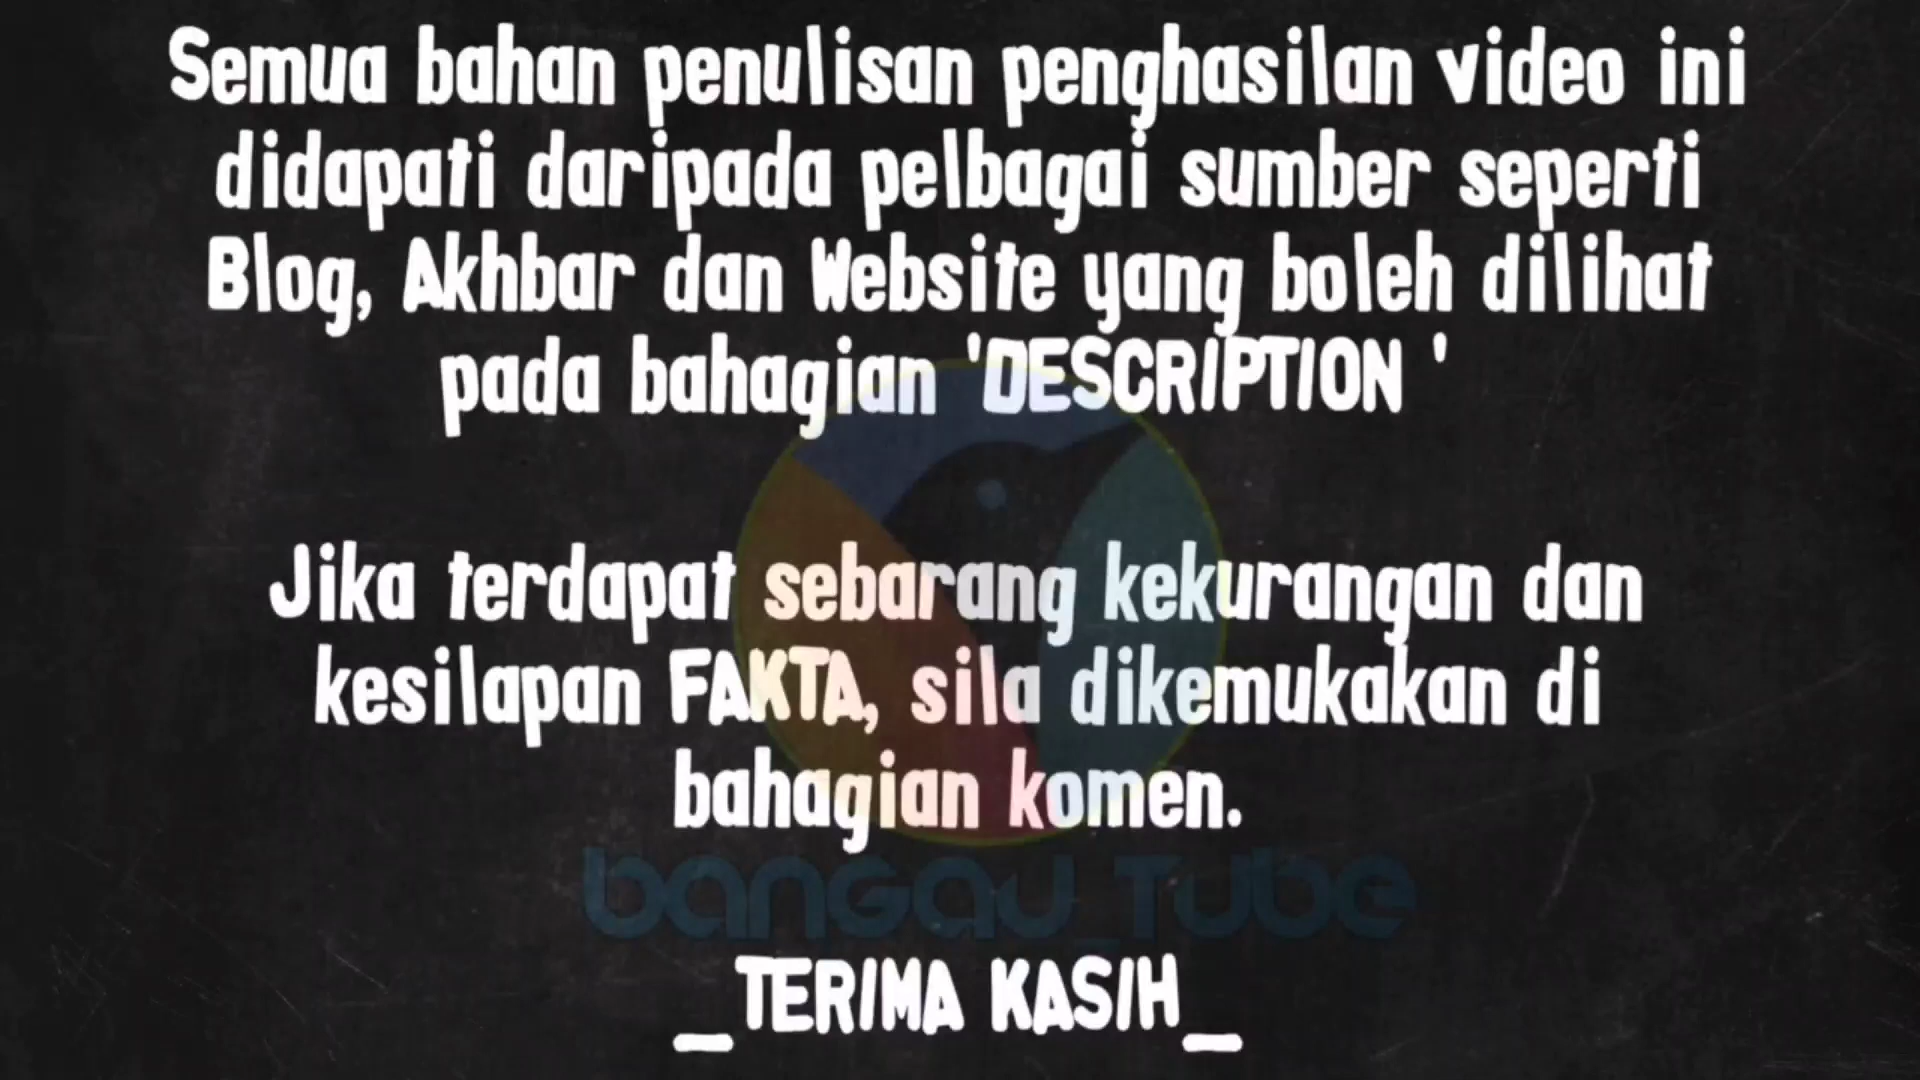 Semua bahan penulisan penghasilan video ini
didapati daripada pelbagai sumber seperti
Blog, Akhbar dan Website yang boleh dilihat
pada bahagian 'DESCRIPTION '
Jika terdapat sebarang kekurangan dan
kesilapan FAKTA, sila dikemukakan di
bahagian komen.
bangau_Tube
_TERIMA KASIH_